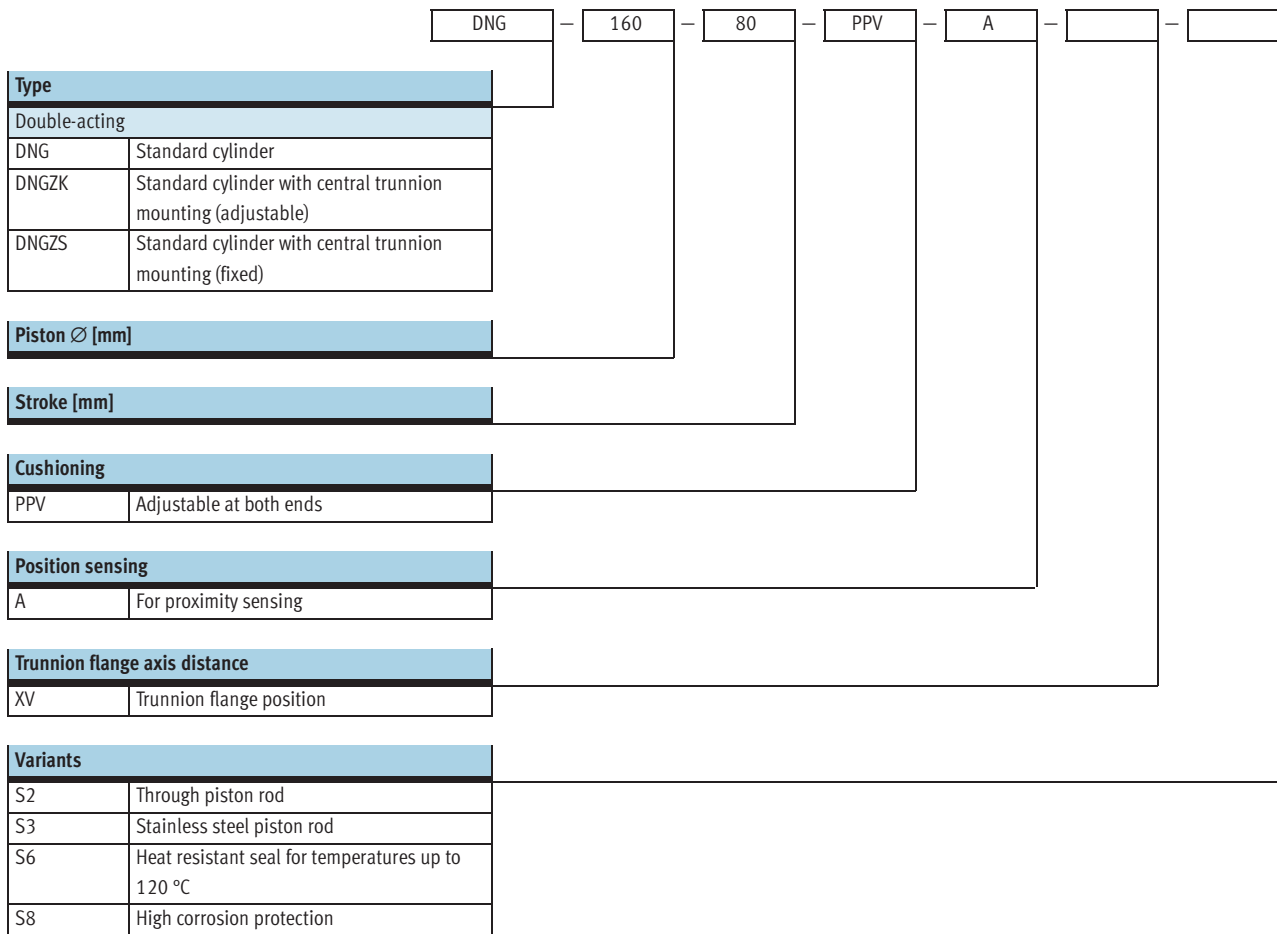 DNG – 160 – 80 – PPV – A – –
Type
Double-acting
DNG Standard cylinder
DNGZK Standard cylinder with central trunnion
mounting (adjustable)
DNGZS Standard cylinder with central trunnion
mounting (fixed)
Piston ∅ [mm]
Stroke [mm]
Cushioning
PPV Adjustable at both ends
Position sensing
A For proximity sensing
Trunnion flange axis distance
XV Trunnion flange position
Variants
S2 Through piston rod
S3 Stainless steel piston rod
S6 Heat resistant seal for temperatures up to
120 °C
S8 High corrosion protection